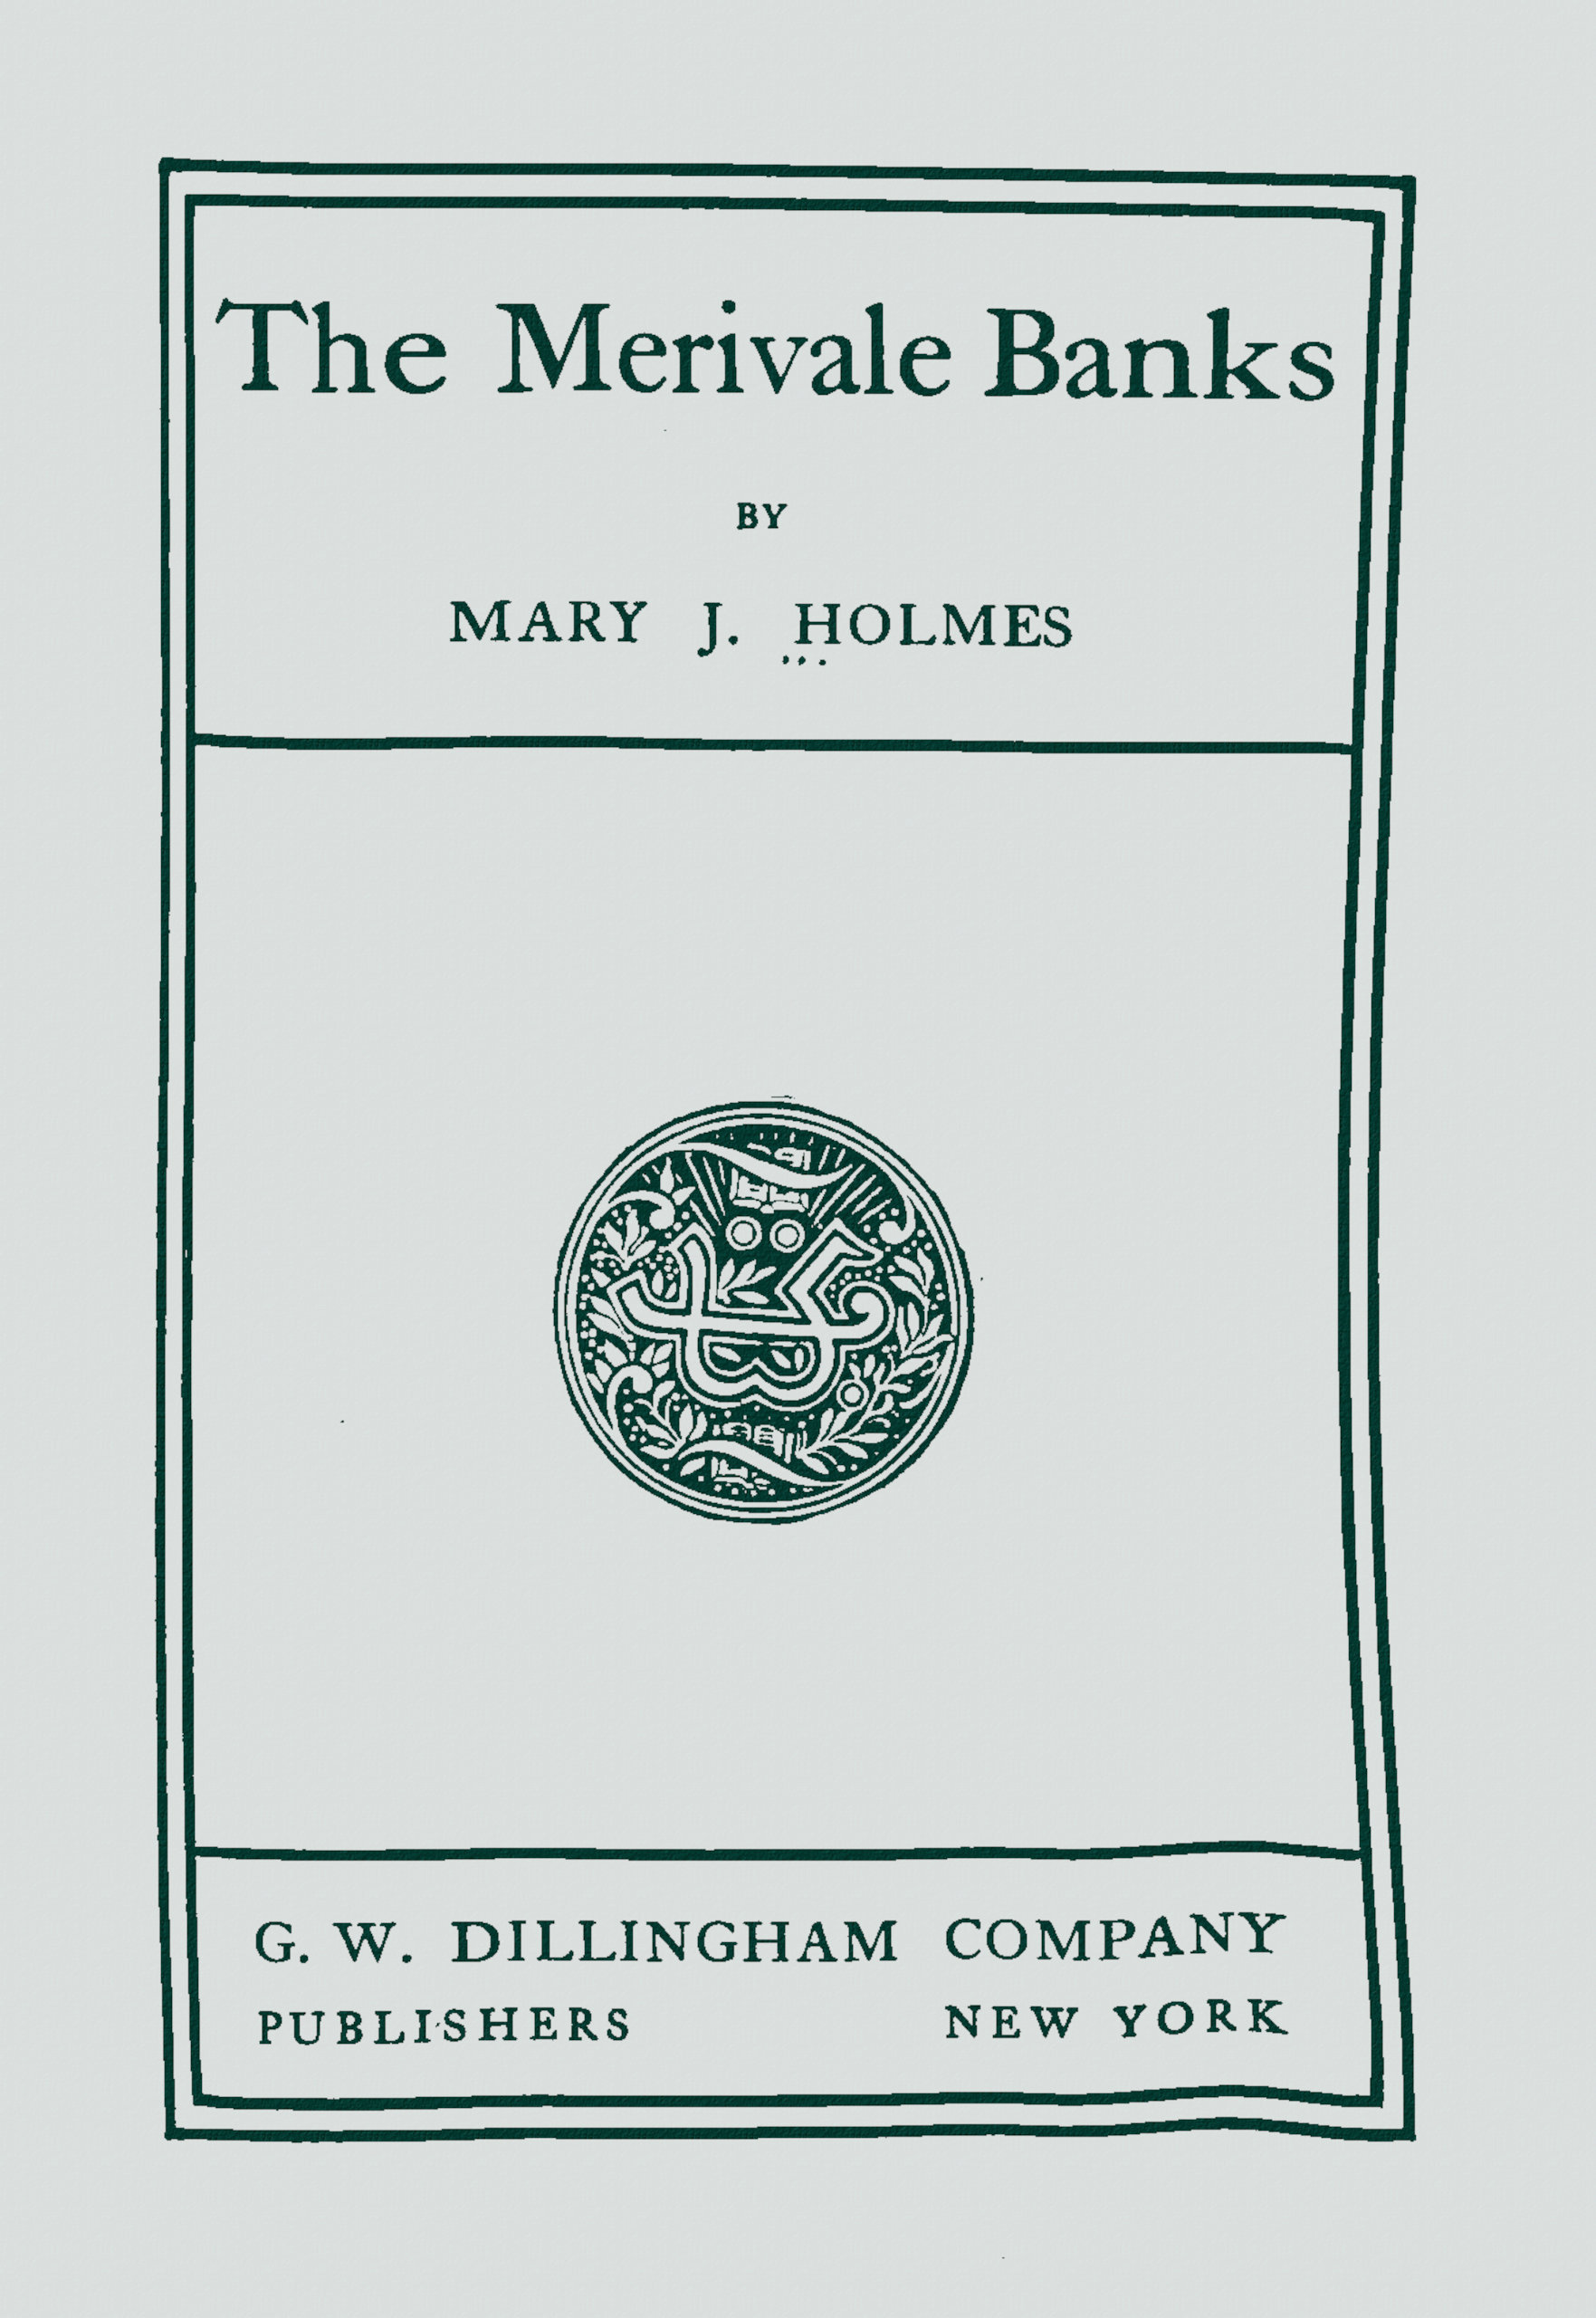 The Merivale Banks
BY
MARY J. HOLMES
G. W. DILLINGHAM COMPANY
PUBLISHERS NEW YORK